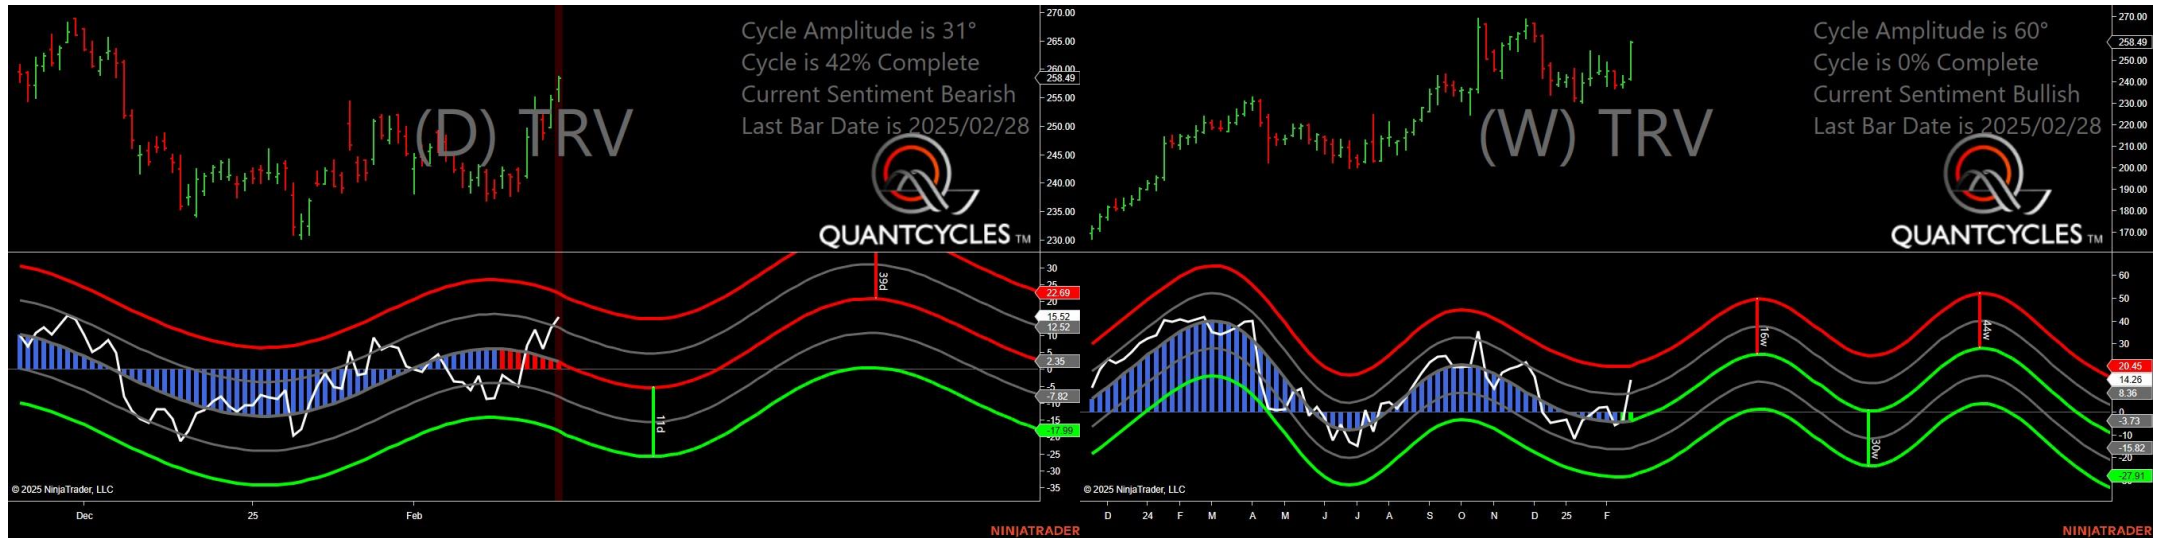 Cycle Amplitude is 31°
Cycle is 42% Complete
Current Sentiment Bearish
Last Bar Date is 2025/02/28
(D) TRV
QUANTCYCLES TM
270.00
265.00
260.00
258.49
255.00
250.00
245.00
240.00
235.00
230.00
30
25
22.69
20
15.52
12.52
10
5
2.35
0
-5
-7.82
-10
-15
-17.99
-20
-25
-30
-35
39d
11d
© 2025 NinjaTrader, LLC
Dec
25
Feb
NINJATRADER
Cycle Amplitude is 60°
Cycle is 0% Complete
Current Sentiment Bullish
Last Bar Date is 2025/02/28
(W) TRV
QUANTCYCLES TM
270.00
258.49
250.00
240.00
230.00
220.00
210.00
200.00
190.00
180.00
170.00
60
50
40
30
20.45
14.26
8.36
0
-3.73
-10
-15.82
-20
-27.91
16w
44w
30w
© 2025 NinjaTrader, LLC
D 24 F M A M J J A S O N D 25 F
NINJATRADER